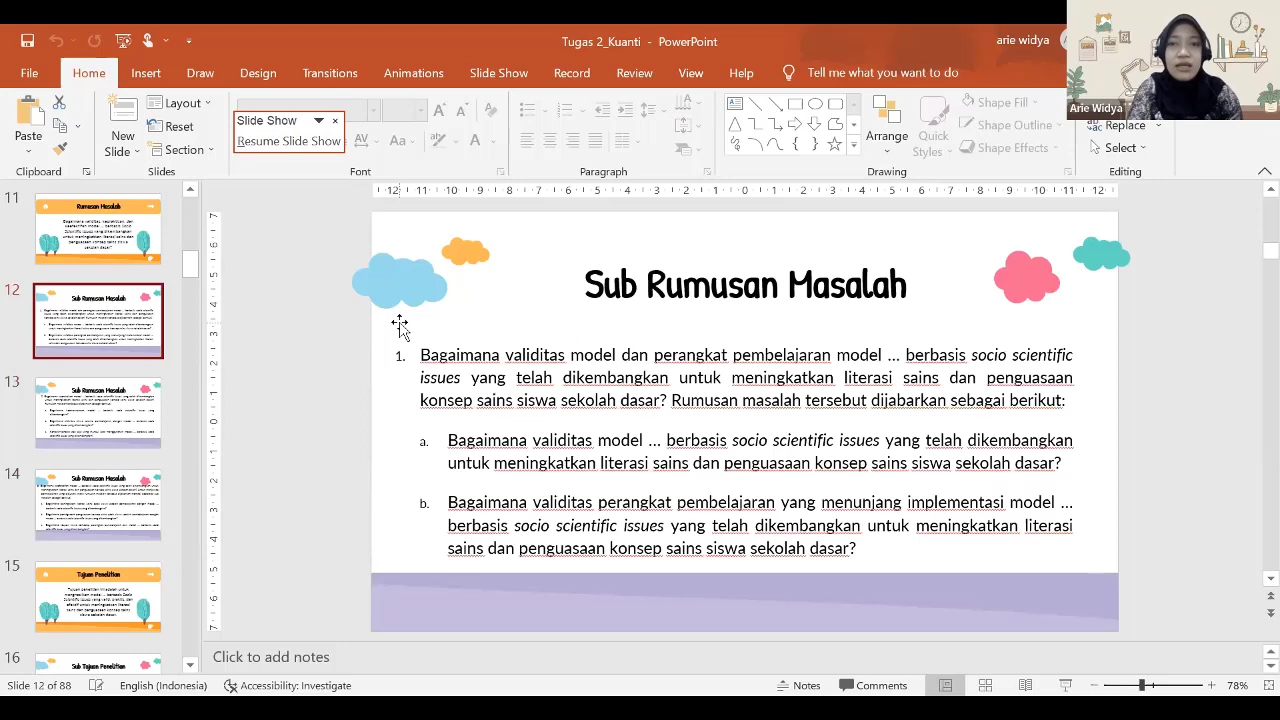 Tugas 2_Kuanti - PowerPoint
arie widya
File Home Insert Draw Design Transitions Animations Slide Show Record Review View Help Tell me what you want to do
Arie Widya
Paste
New Slide
Layout
Reset
Section
Slide Show
Resume Slide Show
Arrange
Quick Styles
Shape Fill
Shape Outline
Shape Effects
Replace
Select
Clipboard Slides Font Paragraph Drawing Editing
11
Rumusan Masalah
12
Sub Rumusan Masalah
13
Sub Rumusan Masalah
14
Sub Rumusan Masalah
15
Tujuan Penelitian
16
Sub Tujuan Penelitian
Sub Rumusan Masalah
1. Bagaimana validitas model dan perangkat pembelajaran model ... berbasis socio scientific
issues yang telah dikembangkan untuk meningkatkan literasi sains dan penguasaan
konsep sains siswa sekolah dasar? Rumusan masalah tersebut dijabarkan sebagai berikut:
a. Bagaimana validitas model ... berbasis socio scientific issues yang telah dikembangkan
untuk meningkatkan literasi sains dan penguasaan konsep sains siswa sekolah dasar?
b. Bagaimana validitas perangkat pembelajaran yangmenunjang implementasi model ...
berbasis socio scientific issues yang telah dikembangkan untuk meningkatkan literasi
sains dan penguasaan konsep sains siswa sekolah dasar?
Click to add notes
Slide 12 of 88 English (Indonesia) Accessibility: Investigate Notes Comments 78%